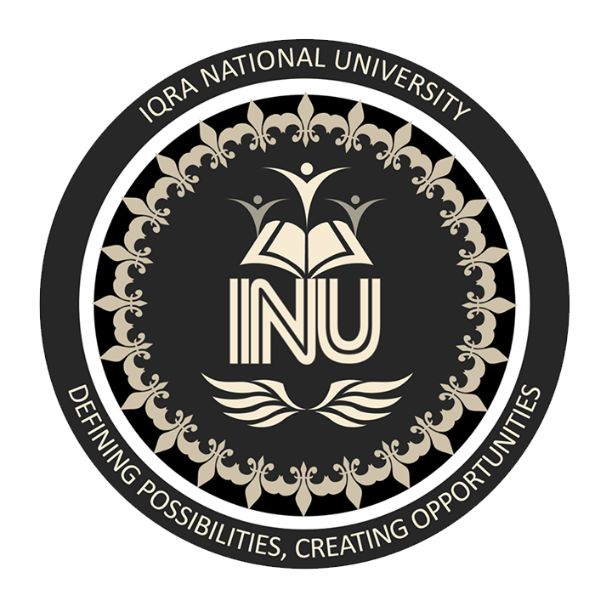 IQRA NATIONAL UNIVERSITY
INU
DEFINING POSSIBILITIES, CREATING OPPORTUNITIES